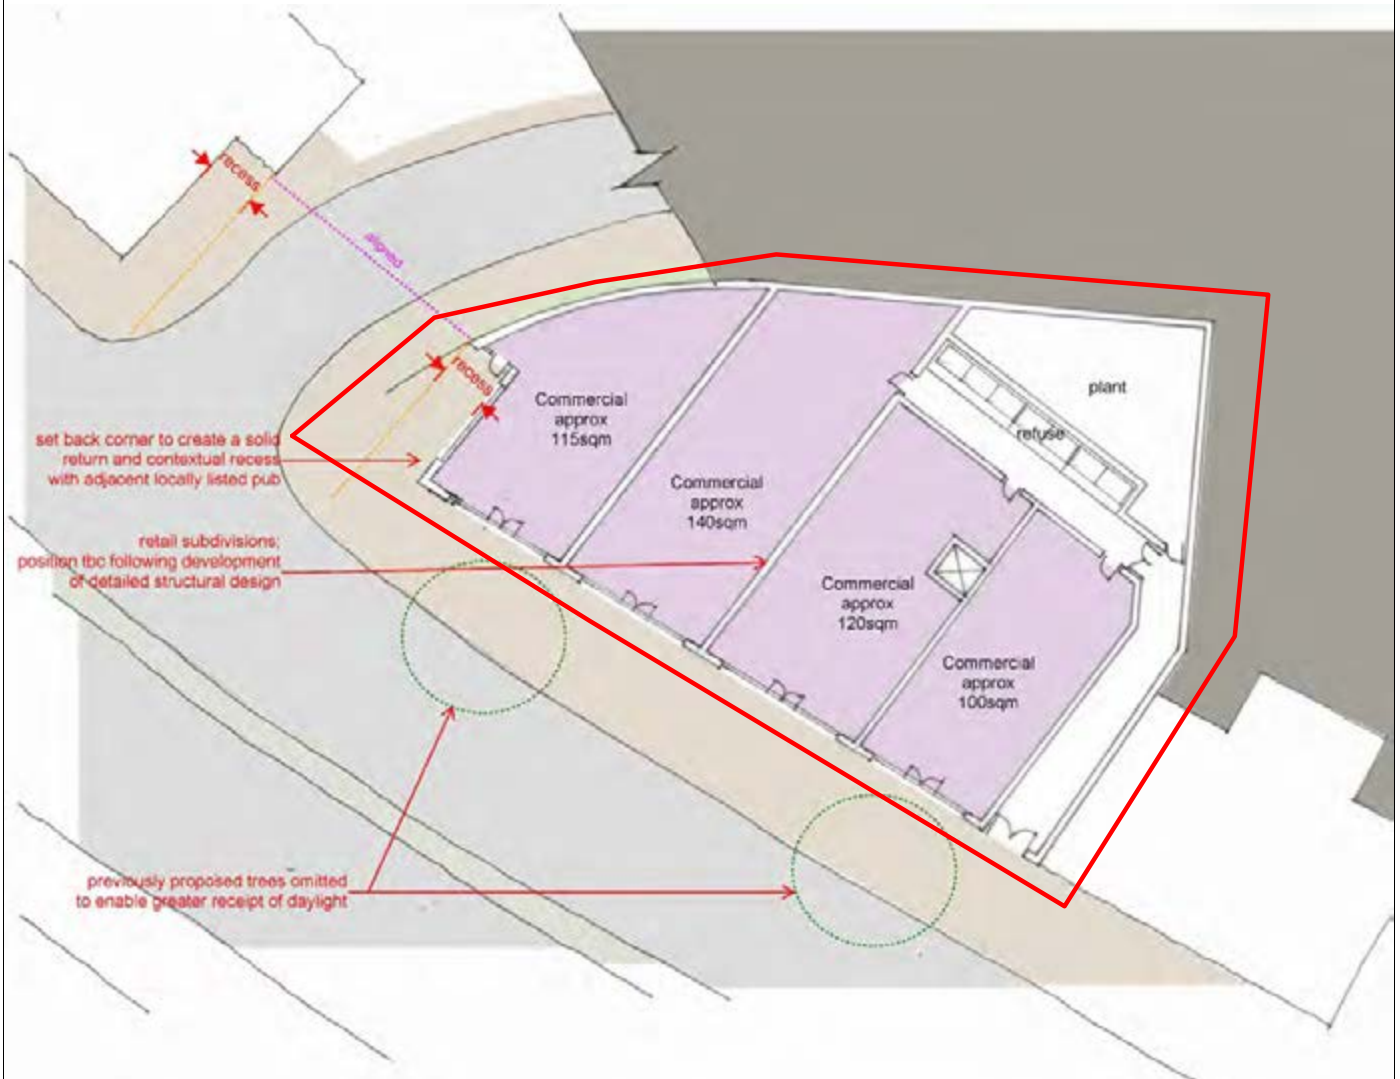 recess
aligned
recess
Commercial
approx
115sqm
plant
refuse
set back corner to create a solid
return and contextual recess
with adjacent locally listed pub
Commercial
approx
140sqm
retail subdivisions;
position tbc following development
of detailed structural design
Commercial
approx
120sqm
Commercial
approx
100sqm
previously proposed trees omitted
to enable greater receipt of daylight